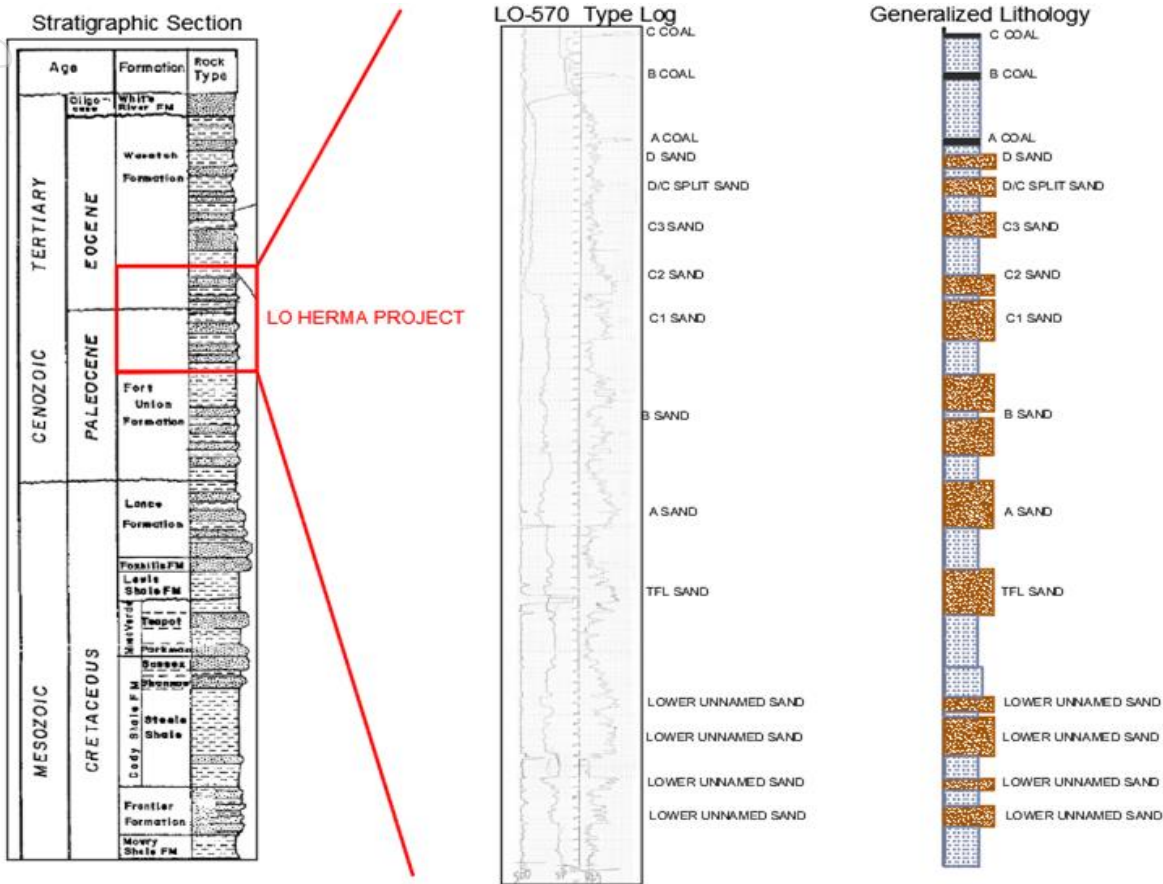 Stratigraphic Section
Age
Formation
Rock
Type
Oligo-
cene
White
River FM
Wasatch
Formation
TERTIARY
EOCENE
CENOZOIC
PALEOCENE
Fort
Union
Formation
Lance
Formation
Foxhills FM
Lewis
Shale FM
Teapot
Parkman
Sussex
Shannon
MESOZOIC
CRETACEOUS
Cody Shale FM
Steele
Shale
Frontier
Formation
Mowry
Shale FM
LO HERMA PROJECT
LO-570 Type Log
C COAL
B COAL
A COAL
D SAND
D/C SPLIT SAND
C3 SAND
C2 SAND
C1 SAND
B SAND
A SAND
TFL SAND
LOWER UNNAMED SAND
LOWER UNNAMED SAND
LOWER UNNAMED SAND
LOWER UNNAMED SAND
Generalized Lithology
C COAL
B COAL
A COAL
D SAND
D/C SPLIT SAND
C3 SAND
C2 SAND
C1 SAND
B SAND
A SAND
TFL SAND
LOWER UNNAMED SAND
LOWER UNNAMED SAND
LOWER UNNAMED SAND
LOWER UNNAMED SAND